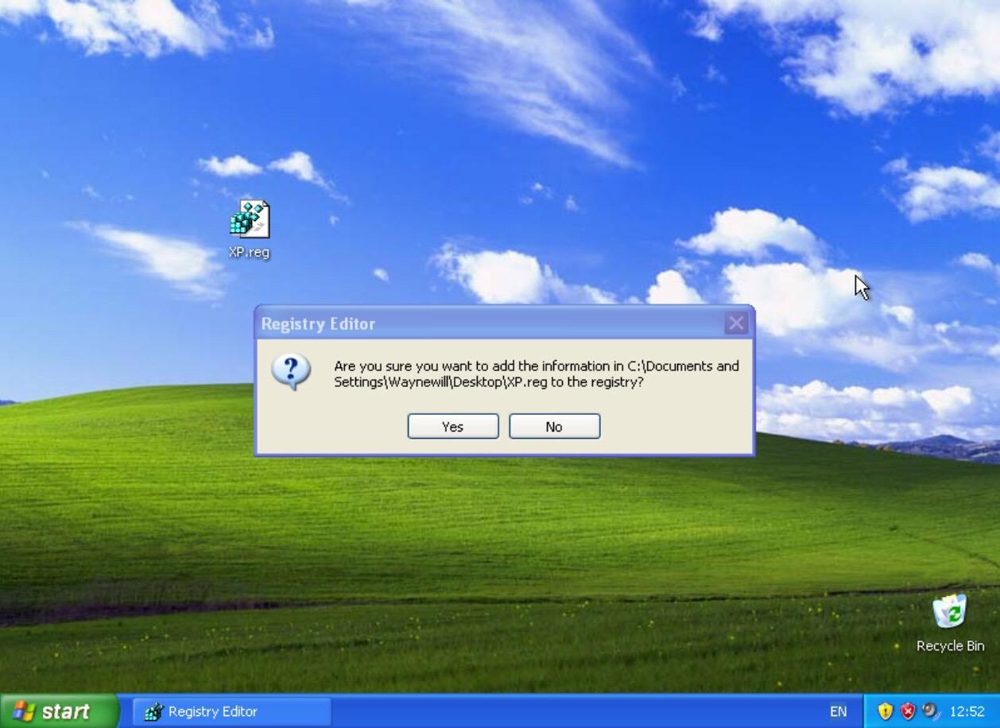 XP.reg
Registry Editor
Are you sure you want to add the information in C:\Documents and
Settings\Waynewill\Desktop\XP.reg to the registry?
Yes
No
Recycle Bin
start
Registry Editor
EN
12:52